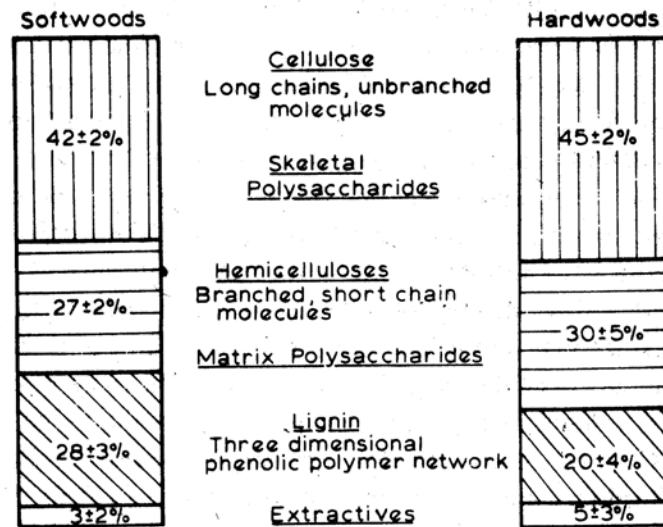 Softwoods
Hardwoods
Cellulose
Long chains, unbranched
molecules
42±2%
45±2%
Skeletal
Polysaccharides
Hemicelluloses
Branched, short chain
molecules
27±2%
30±5%
Matrix Polysaccharides
Lignin
Three dimensional
phenolic polymer network
28±3%
20±4%
3±2%
Extractives
5±3%